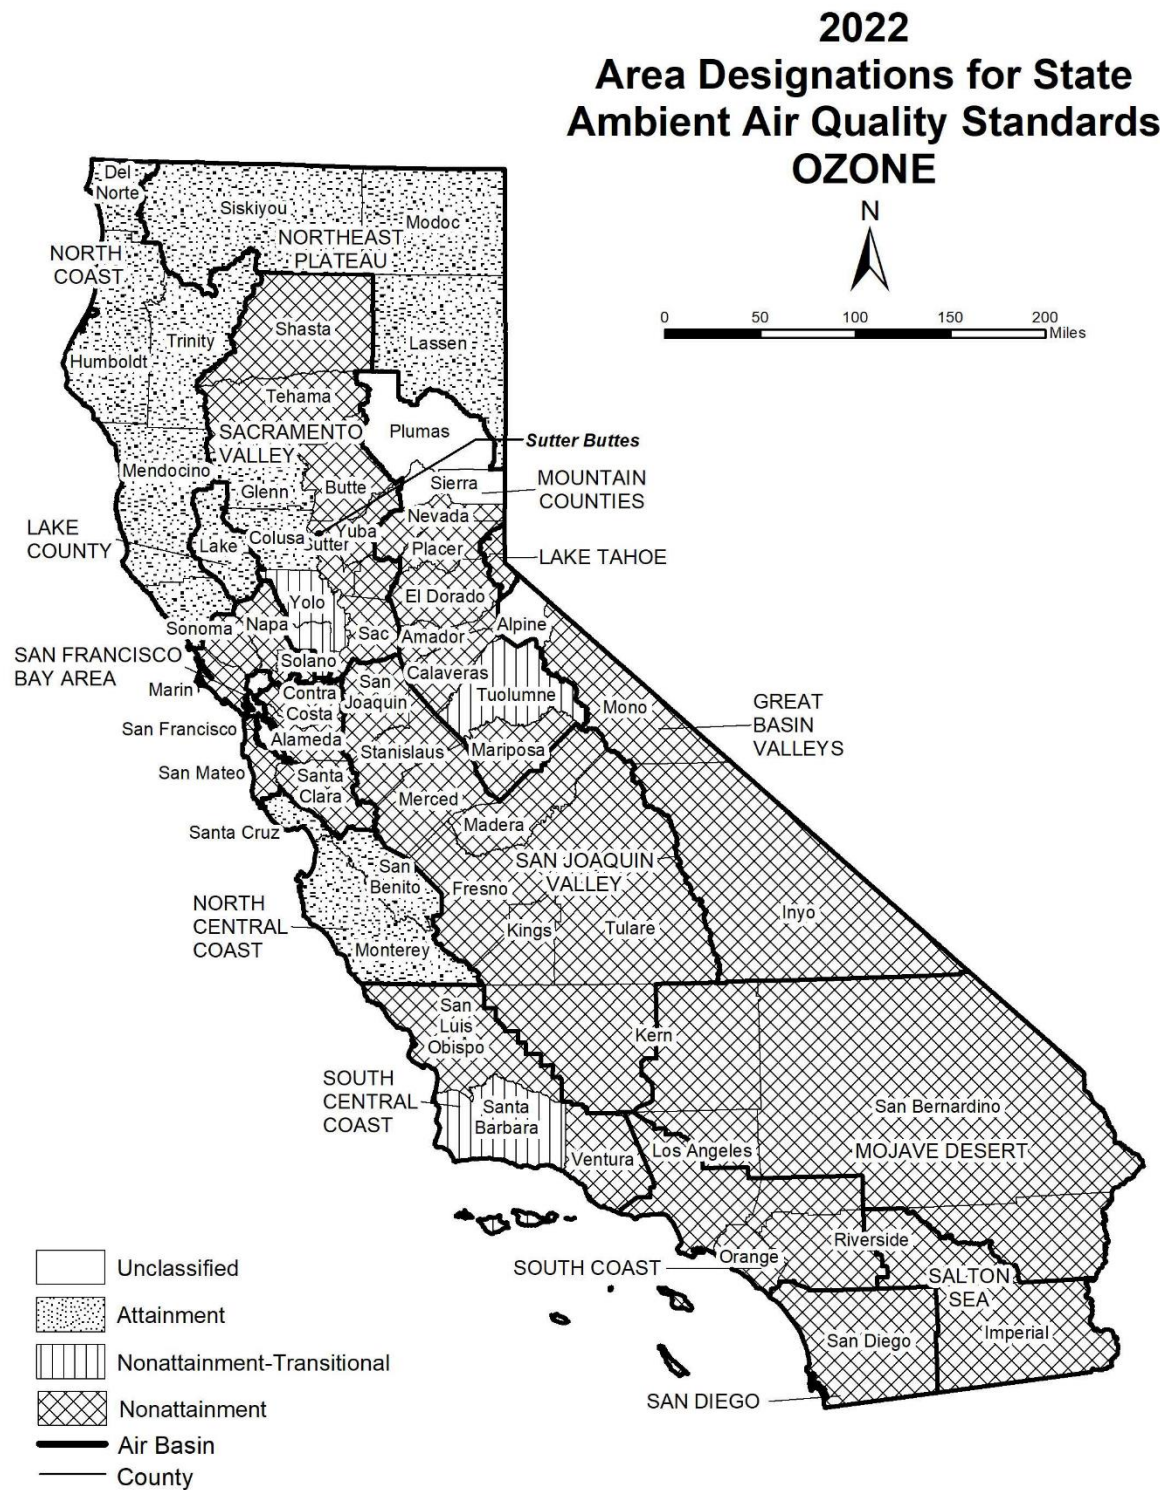 2022
Area Designations for State
Ambient Air Quality Standards
OZONE
N
0 50 100 150 200
Miles
Del
Norte
Siskiyou
Modoc
NORTHEAST
PLATEAU
NORTH
COAST
Shasta
Trinity
Humboldt
Lassen
Tehama
Plumas
SACRAMENTO
VALLEY
Sutter Buttes
Mendocino
Glenn
Butte
Sierra
MOUNTAIN
COUNTIES
Nevada
LAKE
COUNTY
Lake
Colusa
Sutter
Yuba
Placer
LAKE TAHOE
El Dorado
Yolo
Napa
Sonoma
Sac
Amador
Alpine
SAN FRANCISCO
BAY AREA
Solano
Calaveras
Tuolumne
Marin
Contra
Costa
San
Joaquin
Mono
GREAT
BASIN
VALLEYS
San Francisco
Alameda
Stanislaus
Mariposa
San Mateo
Santa
Clara
Merced
Madera
Santa Cruz
SAN JOAQUIN
VALLEY
San
Benito
Fresno
NORTH
CENTRAL
COAST
Kings
Tulare
Inyo
Monterey
San
Luis
Obispo
Kern
SOUTH
CENTRAL
COAST
Santa
Barbara
San Bernardino
Ventura
Los Angeles
MOJAVE DESERT
Riverside
Orange
SOUTH COAST
SALTON
SEA
San Diego
Imperial
SAN DIEGO
Unclassified
Attainment
Nonattainment-Transitional
Nonattainment
Air Basin
County